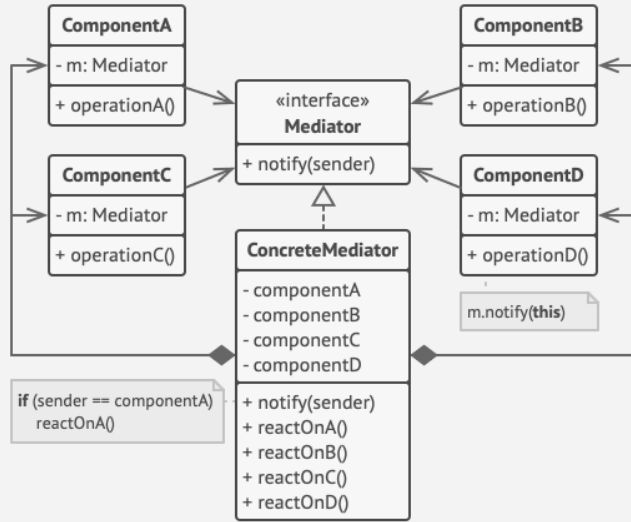 ComponentA
- m: Mediator
+ operationA()
ComponentB
- m: Mediator
+ operationB()
«interface»
Mediator
+ notify(sender)
ComponentC
- m: Mediator
+ operationC()
ComponentD
- m: Mediator
+ operationD()
m.notify(this)
ConcreteMediator
- componentA
- componentB
- componentC
- componentD
+ notify(sender)
+ reactOnA()
+ reactOnB()
+ reactOnC()
+ reactOnD()
if (sender == componentA)
reactOnA()